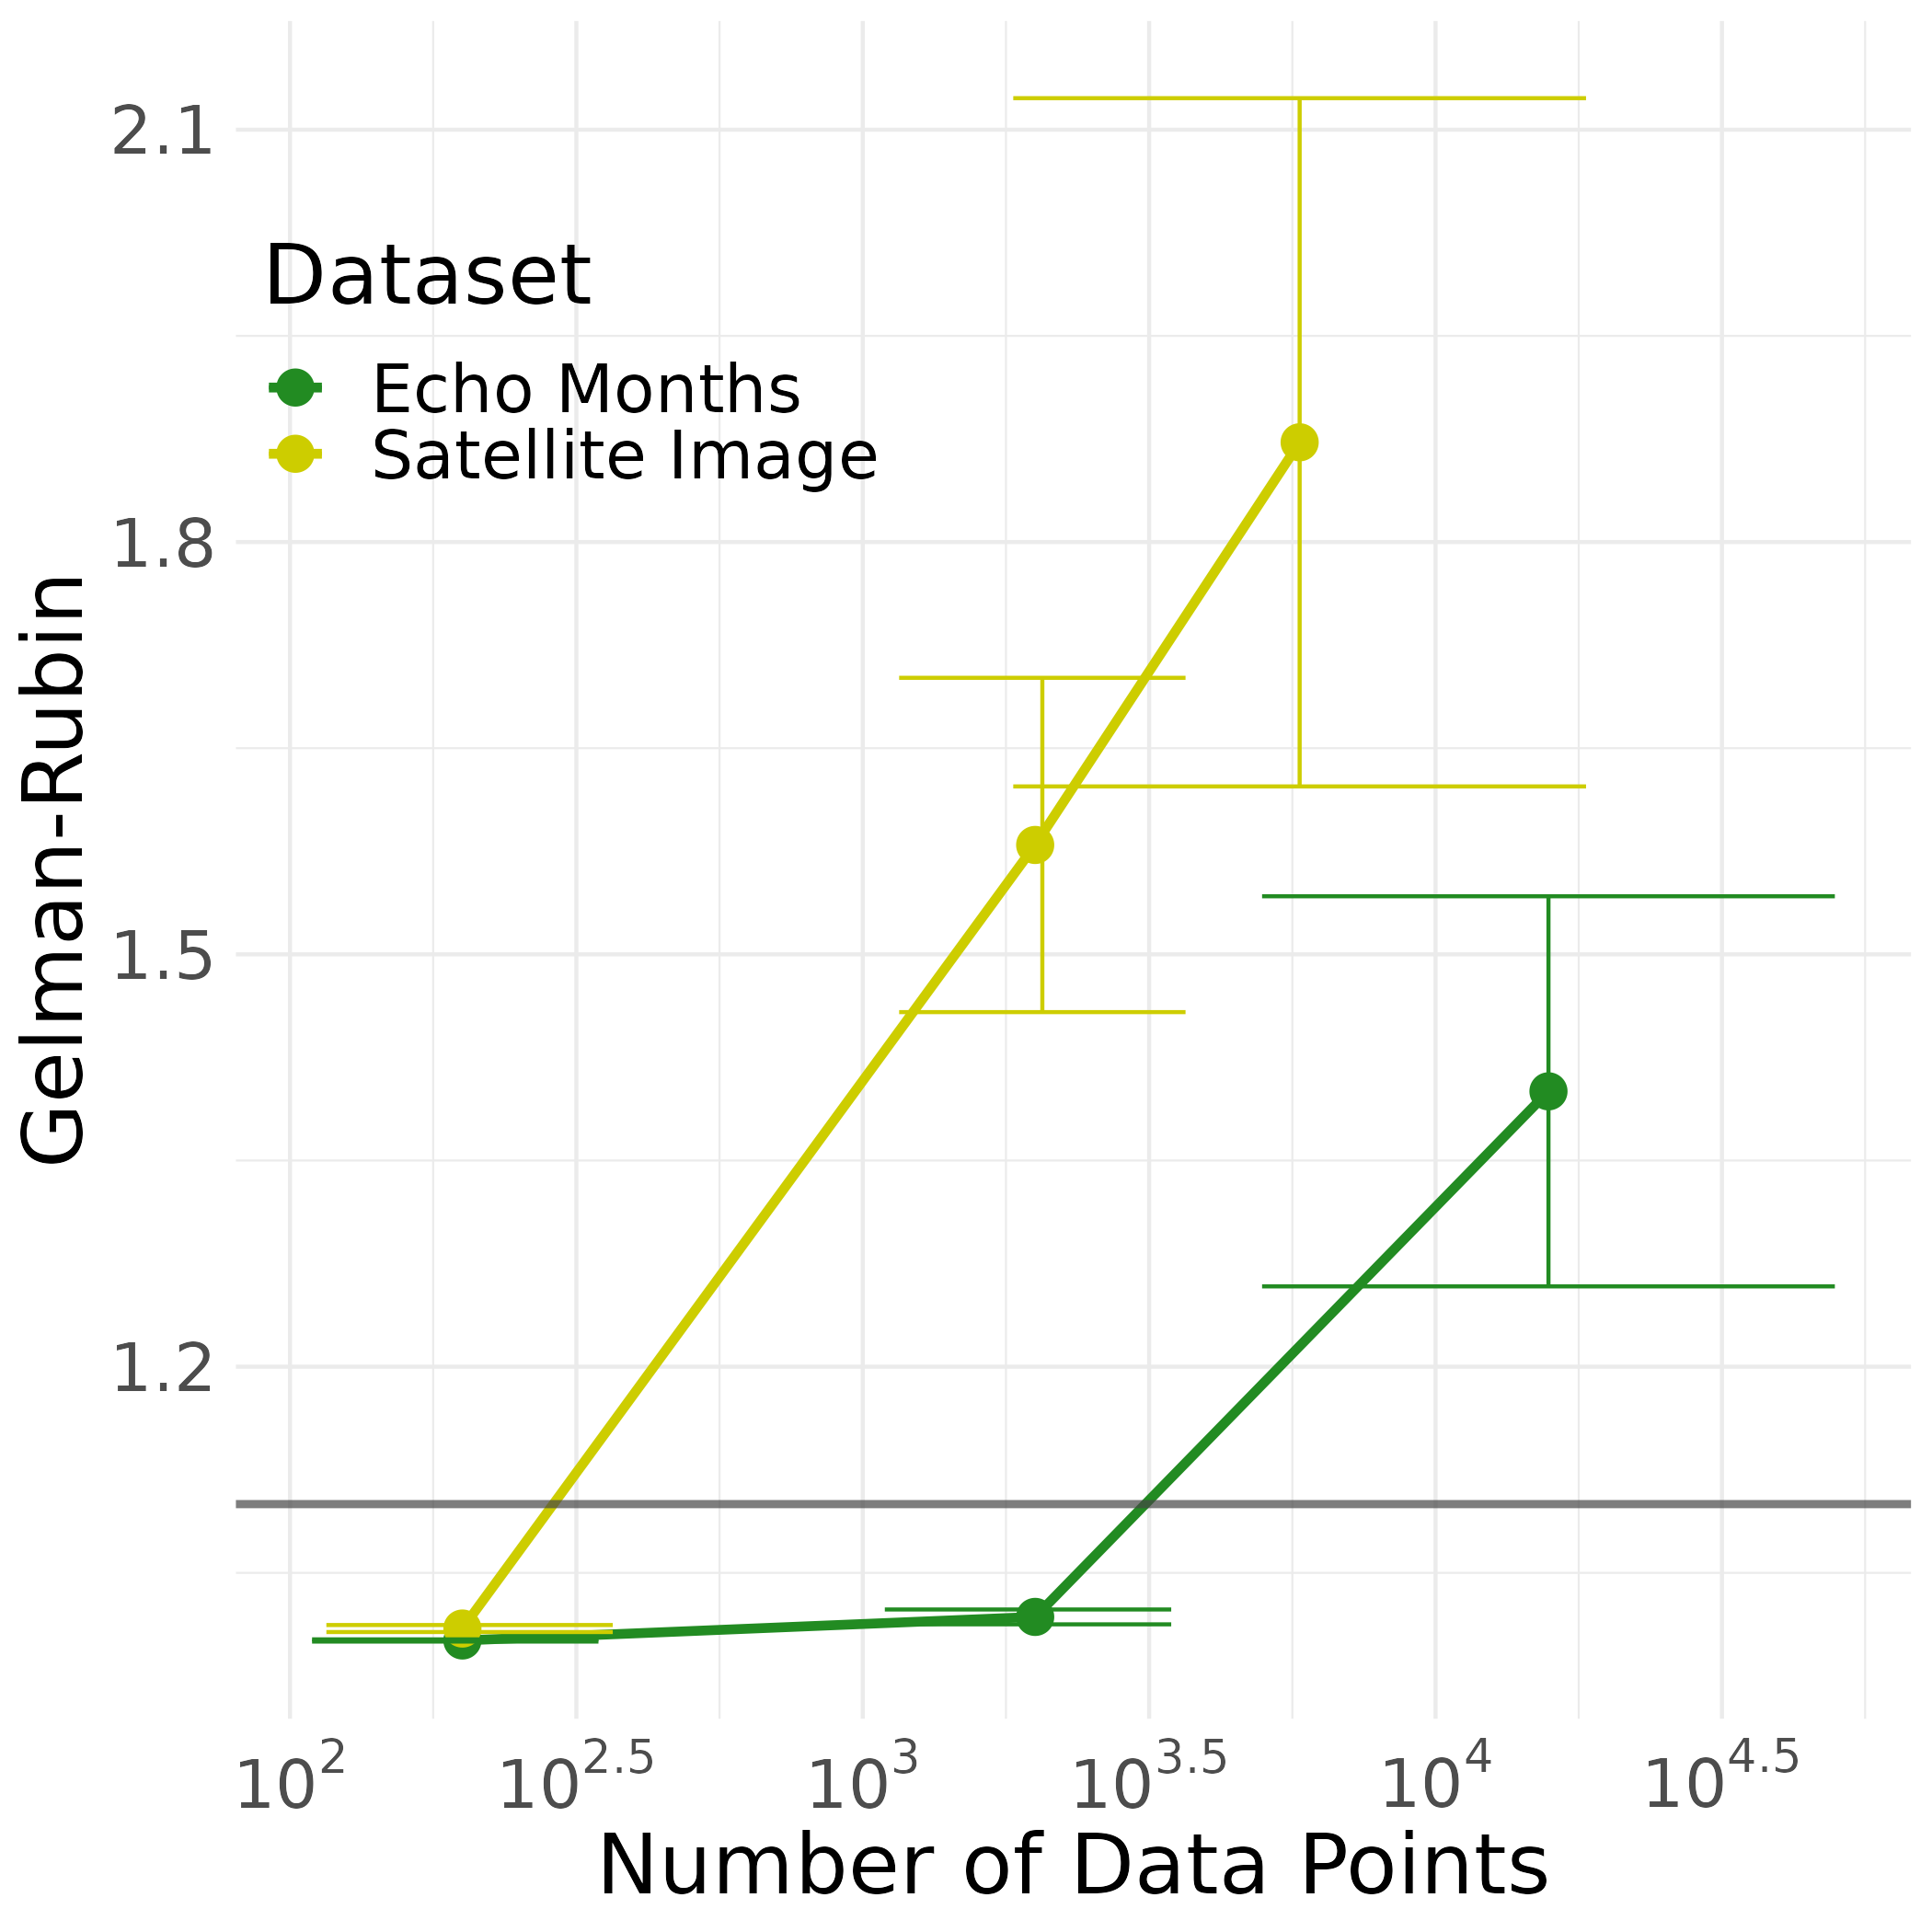 2.1
1.8
1.5
1.2
Gelman-Rubin
Dataset
Echo Months
Satellite Image
10^2
10^2.5
10^3
10^3.5
10^4
10^4.5
Number of Data Points